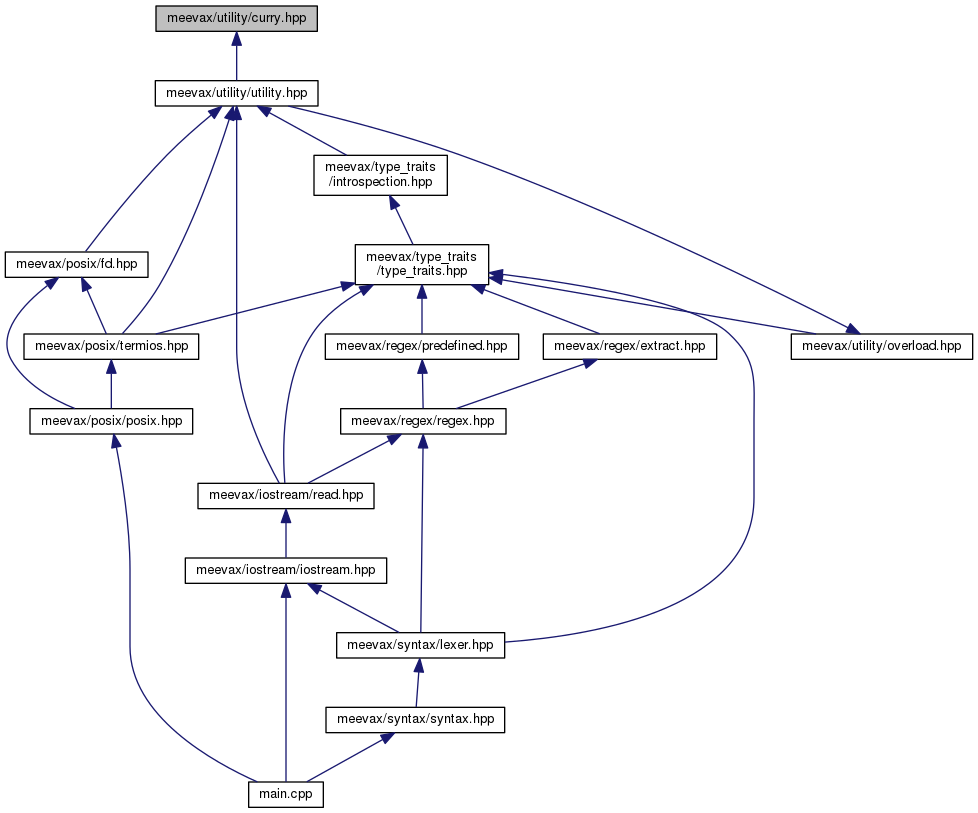 meevax/utility/curry.hpp
meevax/utility/utility.hpp
meevax/type_traits
/introspection.hpp
meevax/type_traits
/type_traits.hpp
meevax/posix/fd.hpp
meevax/posix/termios.hpp
meevax/regex/predefined.hpp
meevax/regex/extract.hpp
meevax/utility/overload.hpp
meevax/posix/posix.hpp
meevax/regex/regex.hpp
meevax/iostream/read.hpp
meevax/iostream/iostream.hpp
meevax/syntax/lexer.hpp
meevax/syntax/syntax.hpp
main.cpp